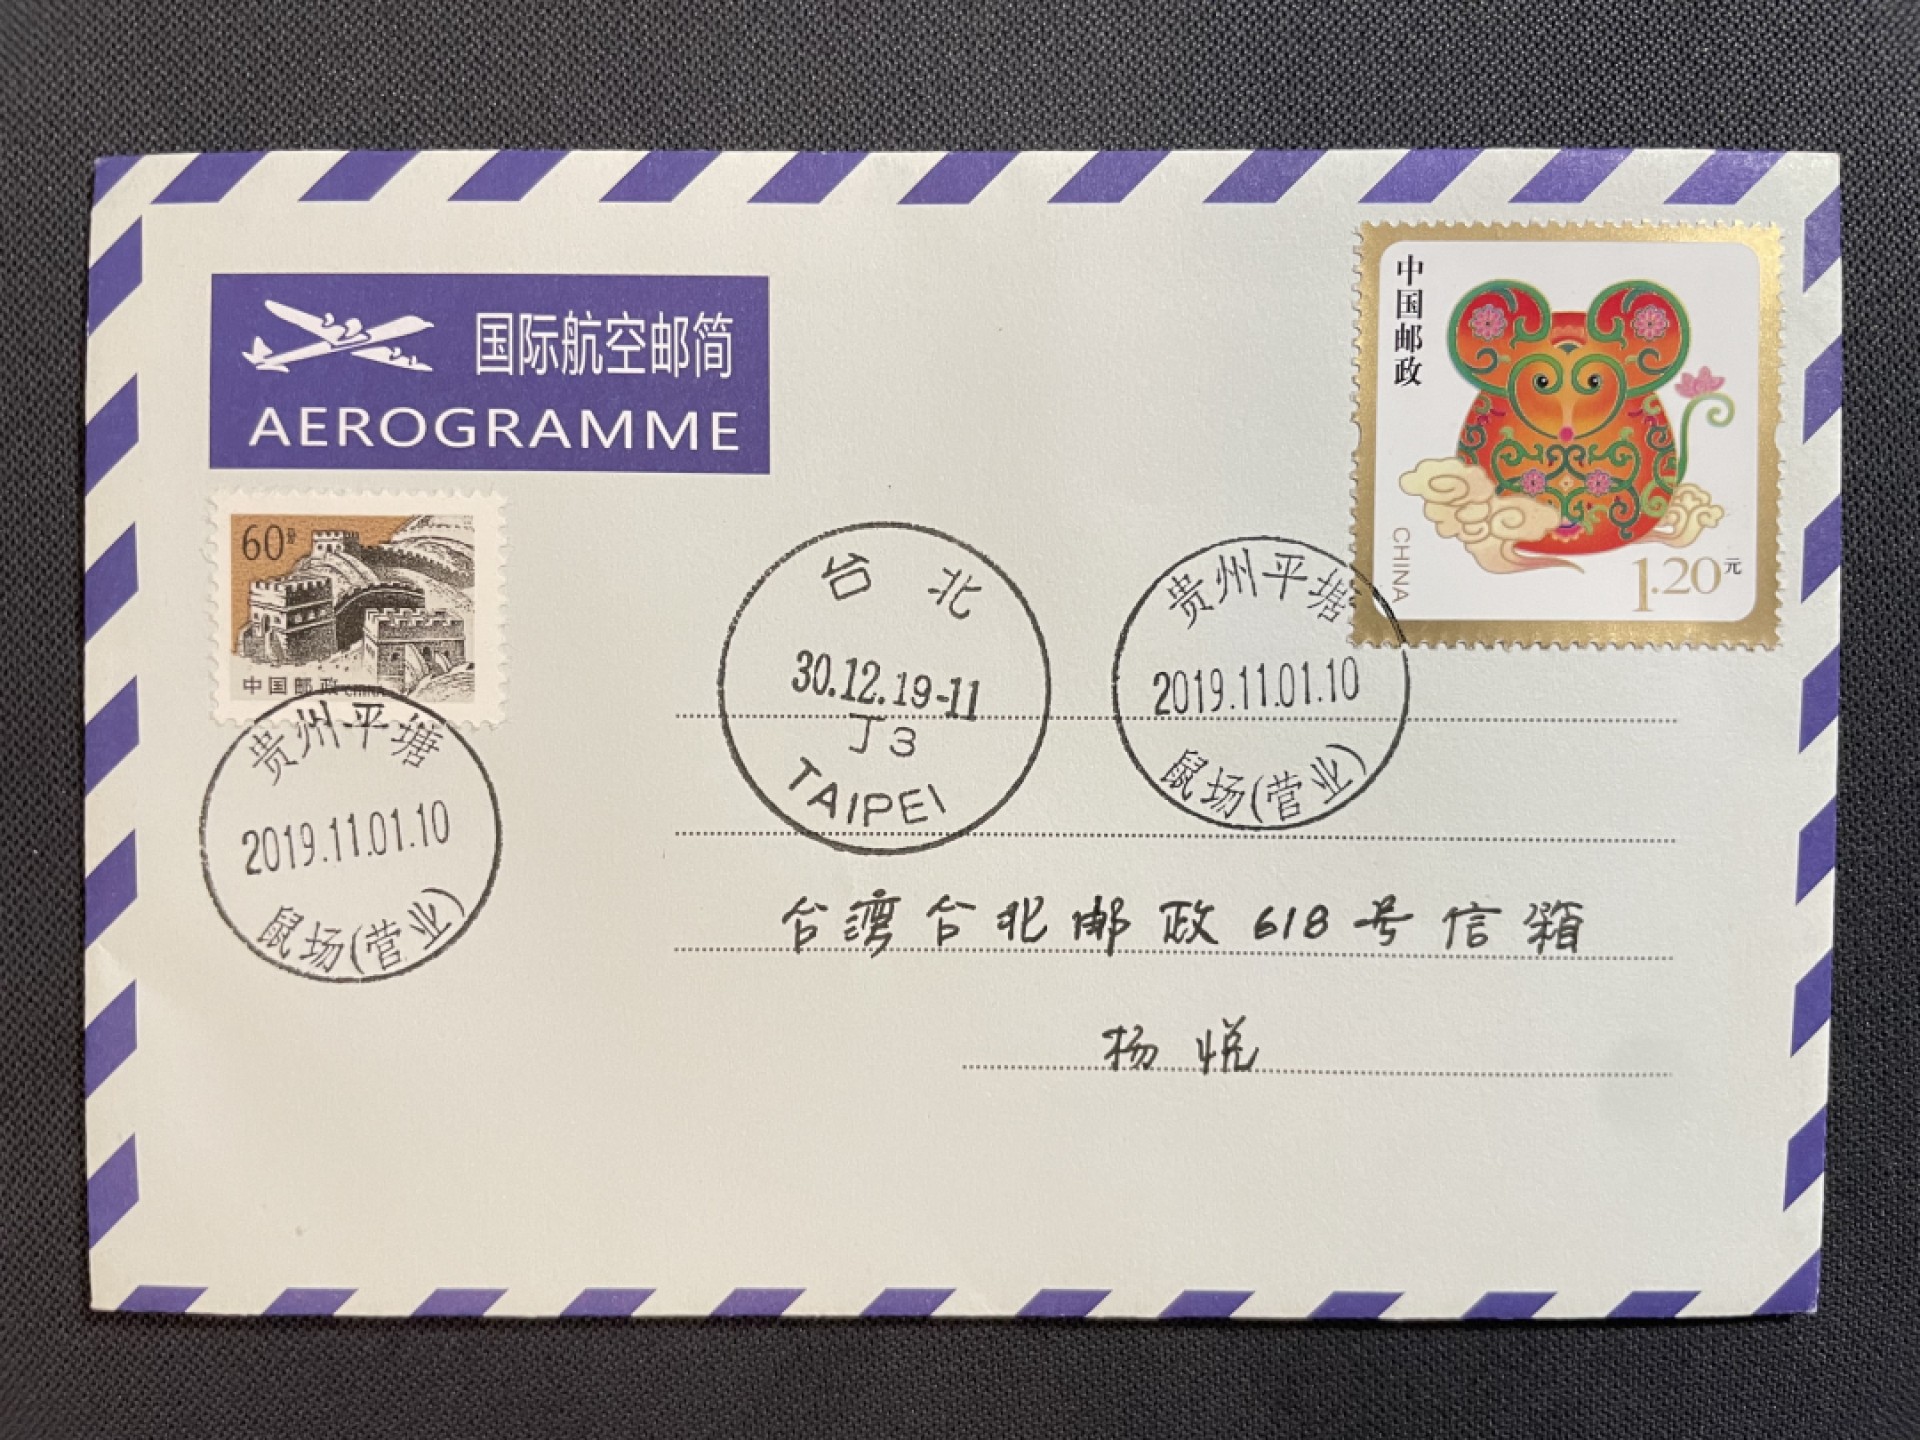 国际航空邮简
AEROGRAMME
中国邮政
CHINA
1.20元
60分
中国邮政 CHINA
台北
30.12.19-11
丁3
TAIPEI
贵州平塘
2019.11.01.10
鼠场(营业)
贵州平塘
2019.11.01.10
鼠场(营业)
台湾台北邮政618号信箱
杨悦